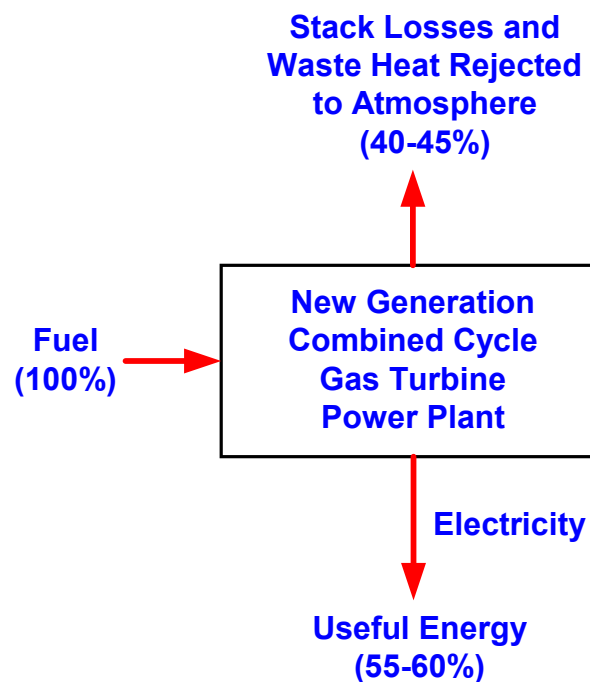 Stack Losses and
Waste Heat Rejected
to Atmosphere
(40-45%)
Fuel
(100%)
New Generation
Combined Cycle
Gas Turbine
Power Plant
Electricity
Useful Energy
(55-60%)